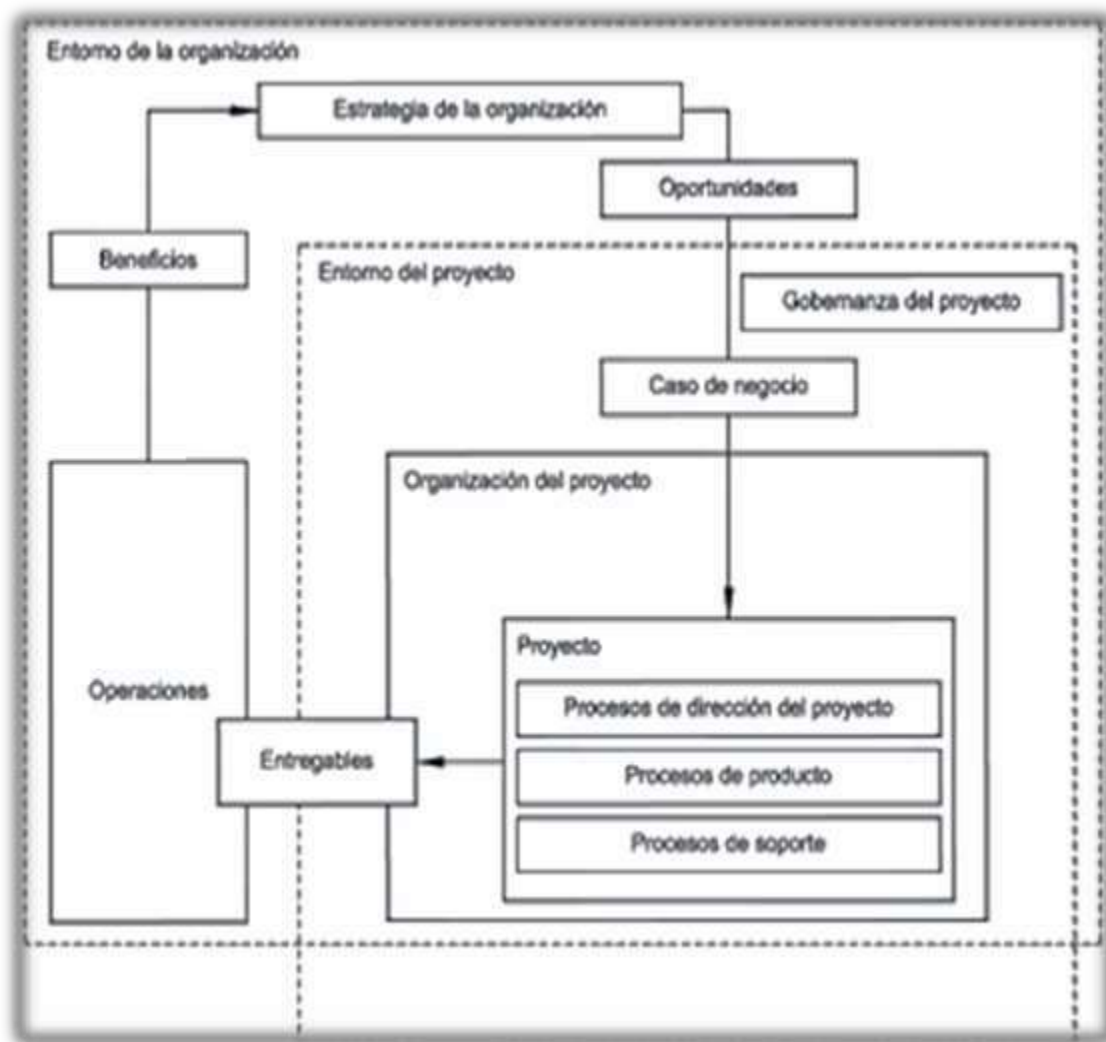 Entorno de la organización
Estrategia de la organización
Oportunidades
Beneficios
Entorno del proyecto
Gobernanza del proyecto
Caso de negocio
Organización del proyecto
Proyecto
Procesos de dirección del proyecto
Operaciones
Entregables
Procesos de producto
Procesos de soporte